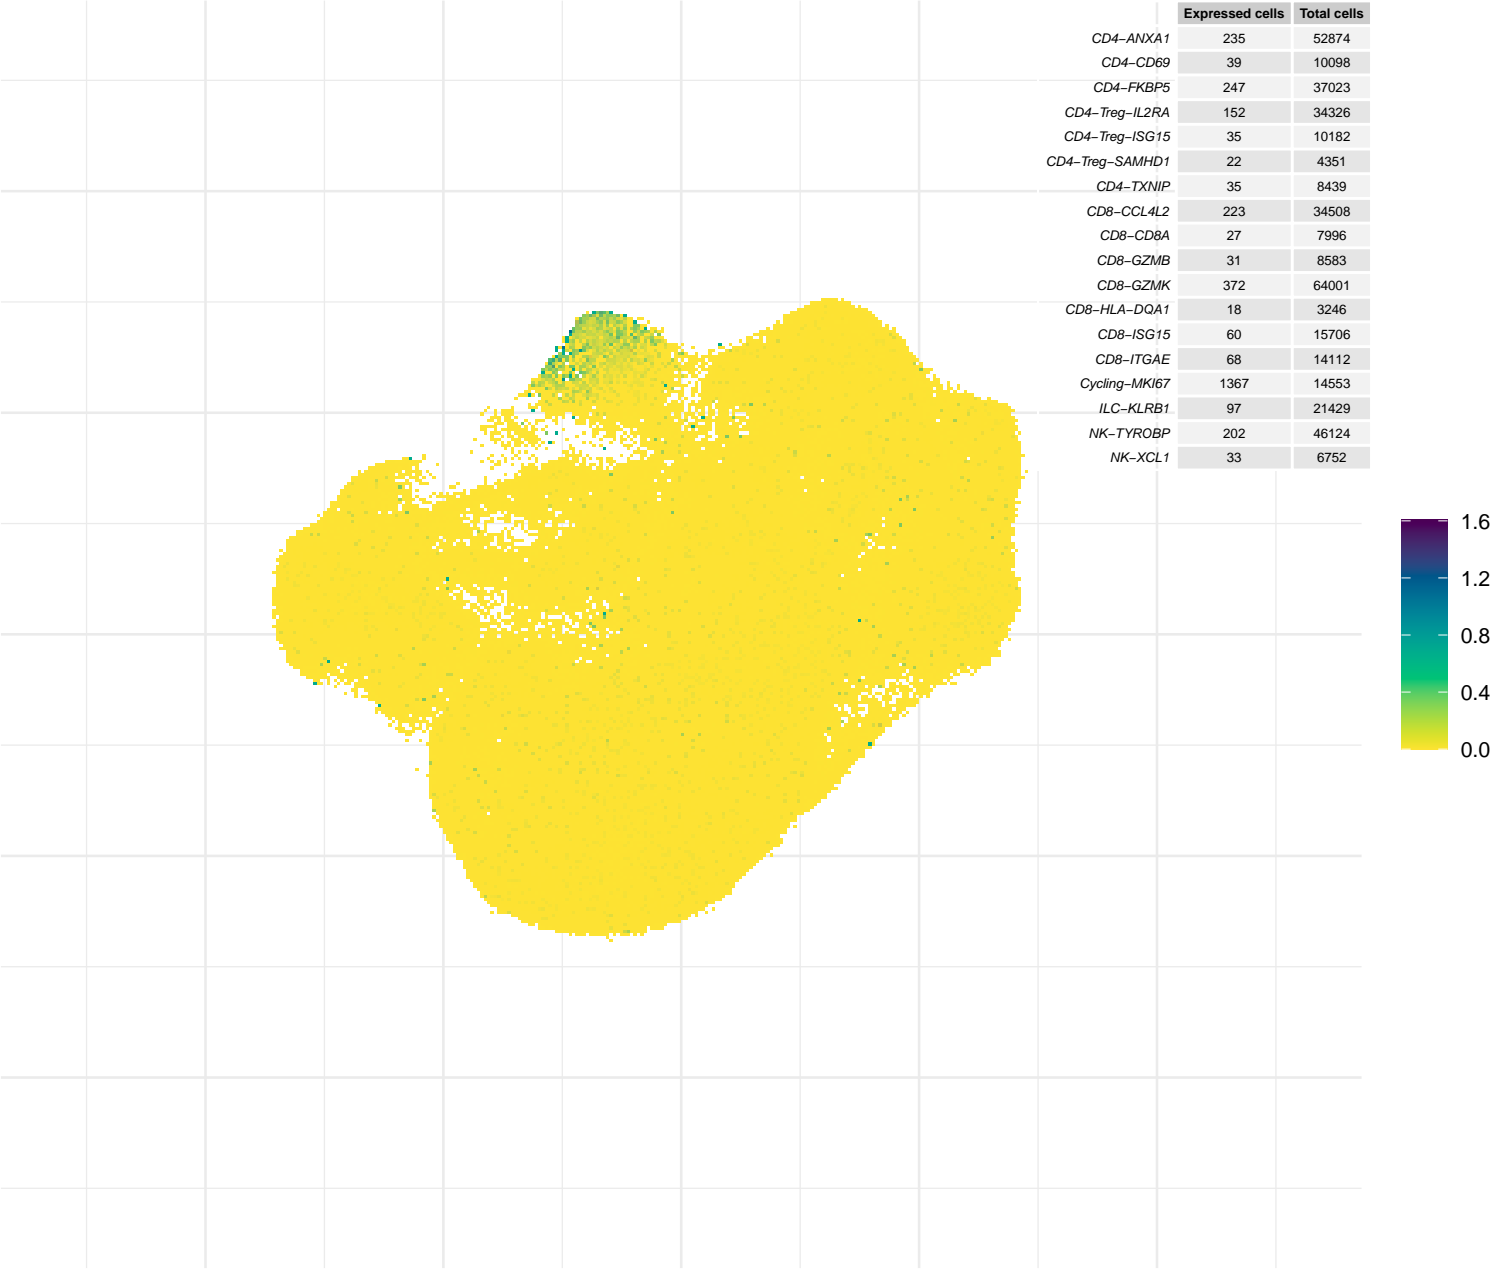 Expressed cells Total cells
CD4−ANXA1 235 52874
CD4−CD69 39 10098
CD4−FKBP5 247 37023
CD4−Treg−IL2RA 152 34326
CD4−Treg−ISG15 35 10182
CD4−Treg−SAMHD1 22 4351
CD4−TXNIP 35 8439
CD8−CCL4L2 223 34508
CD8−CD8A 27 7996
CD8−GZMB 31 8583
CD8−GZMK 372 64001
CD8−HLA−DQA1 18 3246
CD8−ISG15 60 15706
CD8−ITGAE 68 14112
Cycling−MKI67 1367 14553
ILC−KLRB1 97 21429
NK−TYROBP 202 46124
NK−XCL1 33 6752
1.6
1.2
0.8
0.4
0.0